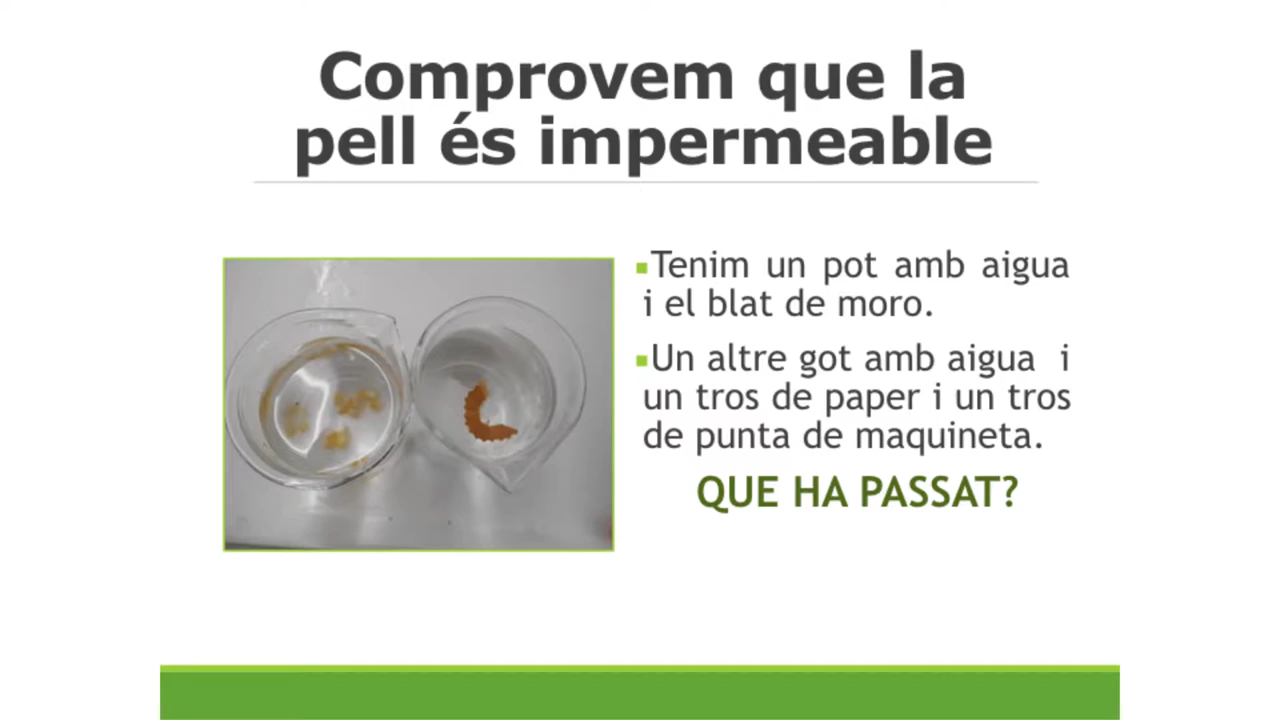 Comprovem que la
pell és impermeable
▪Tenim un pot amb aigua
i el blat de moro.
▪Un altre got amb aigua i
un tros de paper i un tros
de punta de maquineta.
QUE HA PASSAT?